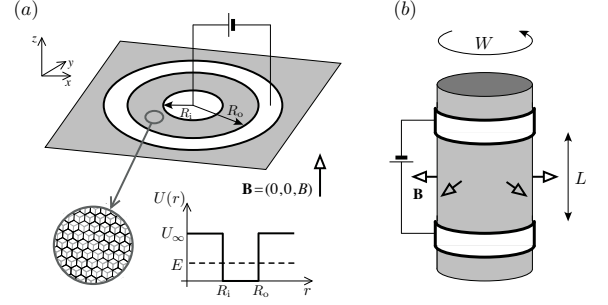 (a)
z
y
x
R_i
R_o
B=(0,0,B)
U(r)
U_∞
E
R_i
R_o
r
(b)
W
B
L